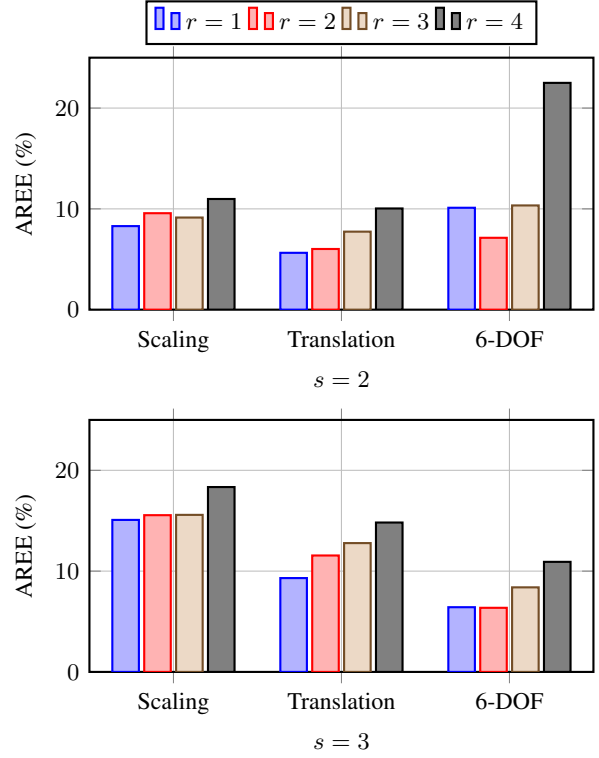 r = 1 r = 2 r = 3 r = 4
AREE (%)
20
10
0
Scaling Translation 6-DOF
s = 2
AREE (%)
20
10
0
Scaling Translation 6-DOF
s = 3